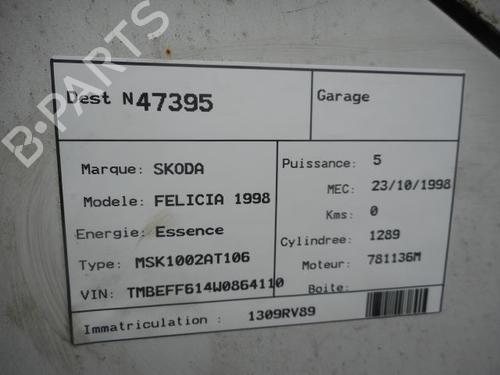 Dest N47395
Garage
Marque: SKODA
Modele: FELICIA 1998
Energie: Essence
Type: MSK1002AT106
VIN: TMBEFF614W0864110
Puissance: 5
MEC: 23/10/1998
Kms: 0
Cylindree: 1289
Moteur: 781136M
Boite:
Immatriculation : 1309RV89
B-PARTS